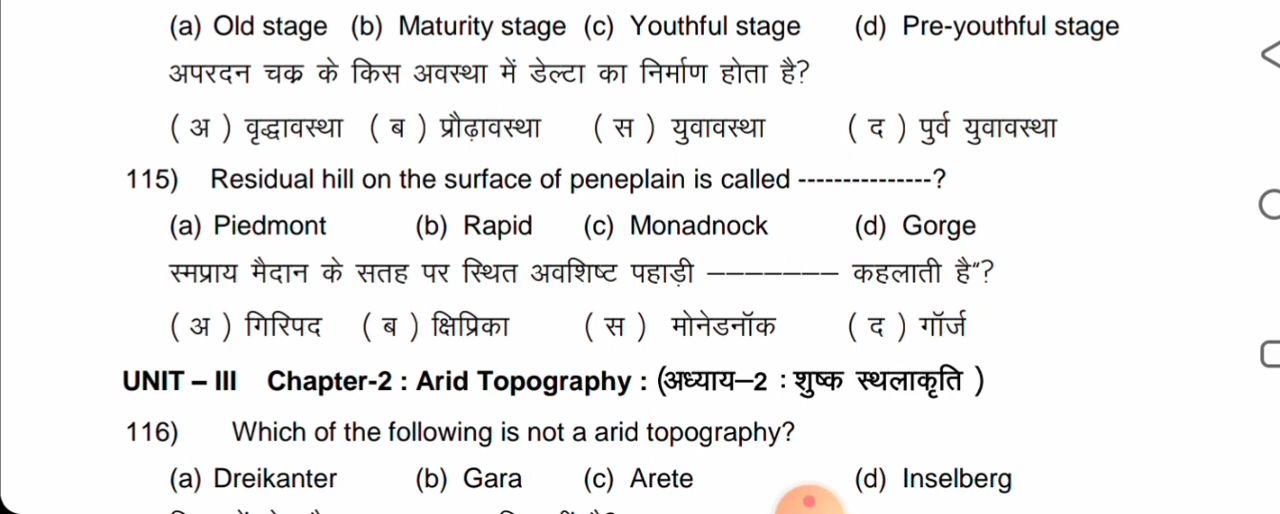 (a) Old stage (b) Maturity stage (c) Youthful stage (d) Pre-youthful stage
अपरदन चक्र के किस अवस्था में डेल्टा का निर्माण होता है?
( अ ) वृद्धावस्था ( ब ) प्रौढ़ावस्था ( स ) युवावस्था ( द ) पुर्व युवावस्था
115) Residual hill on the surface of peneplain is called ---------------?
(a) Piedmont (b) Rapid (c) Monadnock (d) Gorge
स्मप्राय मैदान के सतह पर स्थित अवशिष्ट पहाड़ी ———————— कहलाती है"?
( अ ) गिरिपद ( ब ) क्षिप्रिका ( स ) मोनेडनॉक ( द ) गॉर्ज
UNIT – III Chapter-2 : Arid Topography : (अध्याय–2 : शुष्क स्थलाकृति )
116) Which of the following is not a arid topography?
(a) Dreikanter (b) Gara (c) Arete (d) Inselberg